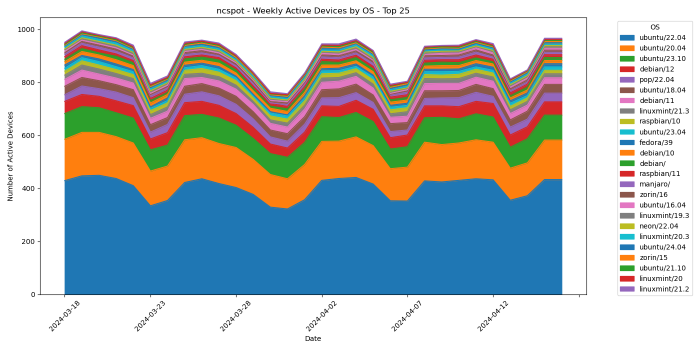 ncspot - Weekly Active Devices by OS - Top 25
1000
800
600
400
200
0
Number of Active Devices
2024-03-18
2024-03-23
2024-03-28
2024-04-02
2024-04-07
2024-04-12
Date
OS
ubuntu/22.04
ubuntu/20.04
ubuntu/23.10
debian/12
pop/22.04
ubuntu/18.04
debian/11
linuxmint/21.3
raspbian/10
ubuntu/23.04
fedora/39
debian/10
debian/
raspbian/11
manjaro/
zorin/16
ubuntu/16.04
linuxmint/19.3
neon/22.04
linuxmint/20.3
ubuntu/24.04
zorin/15
ubuntu/21.10
linuxmint/20
linuxmint/21.2